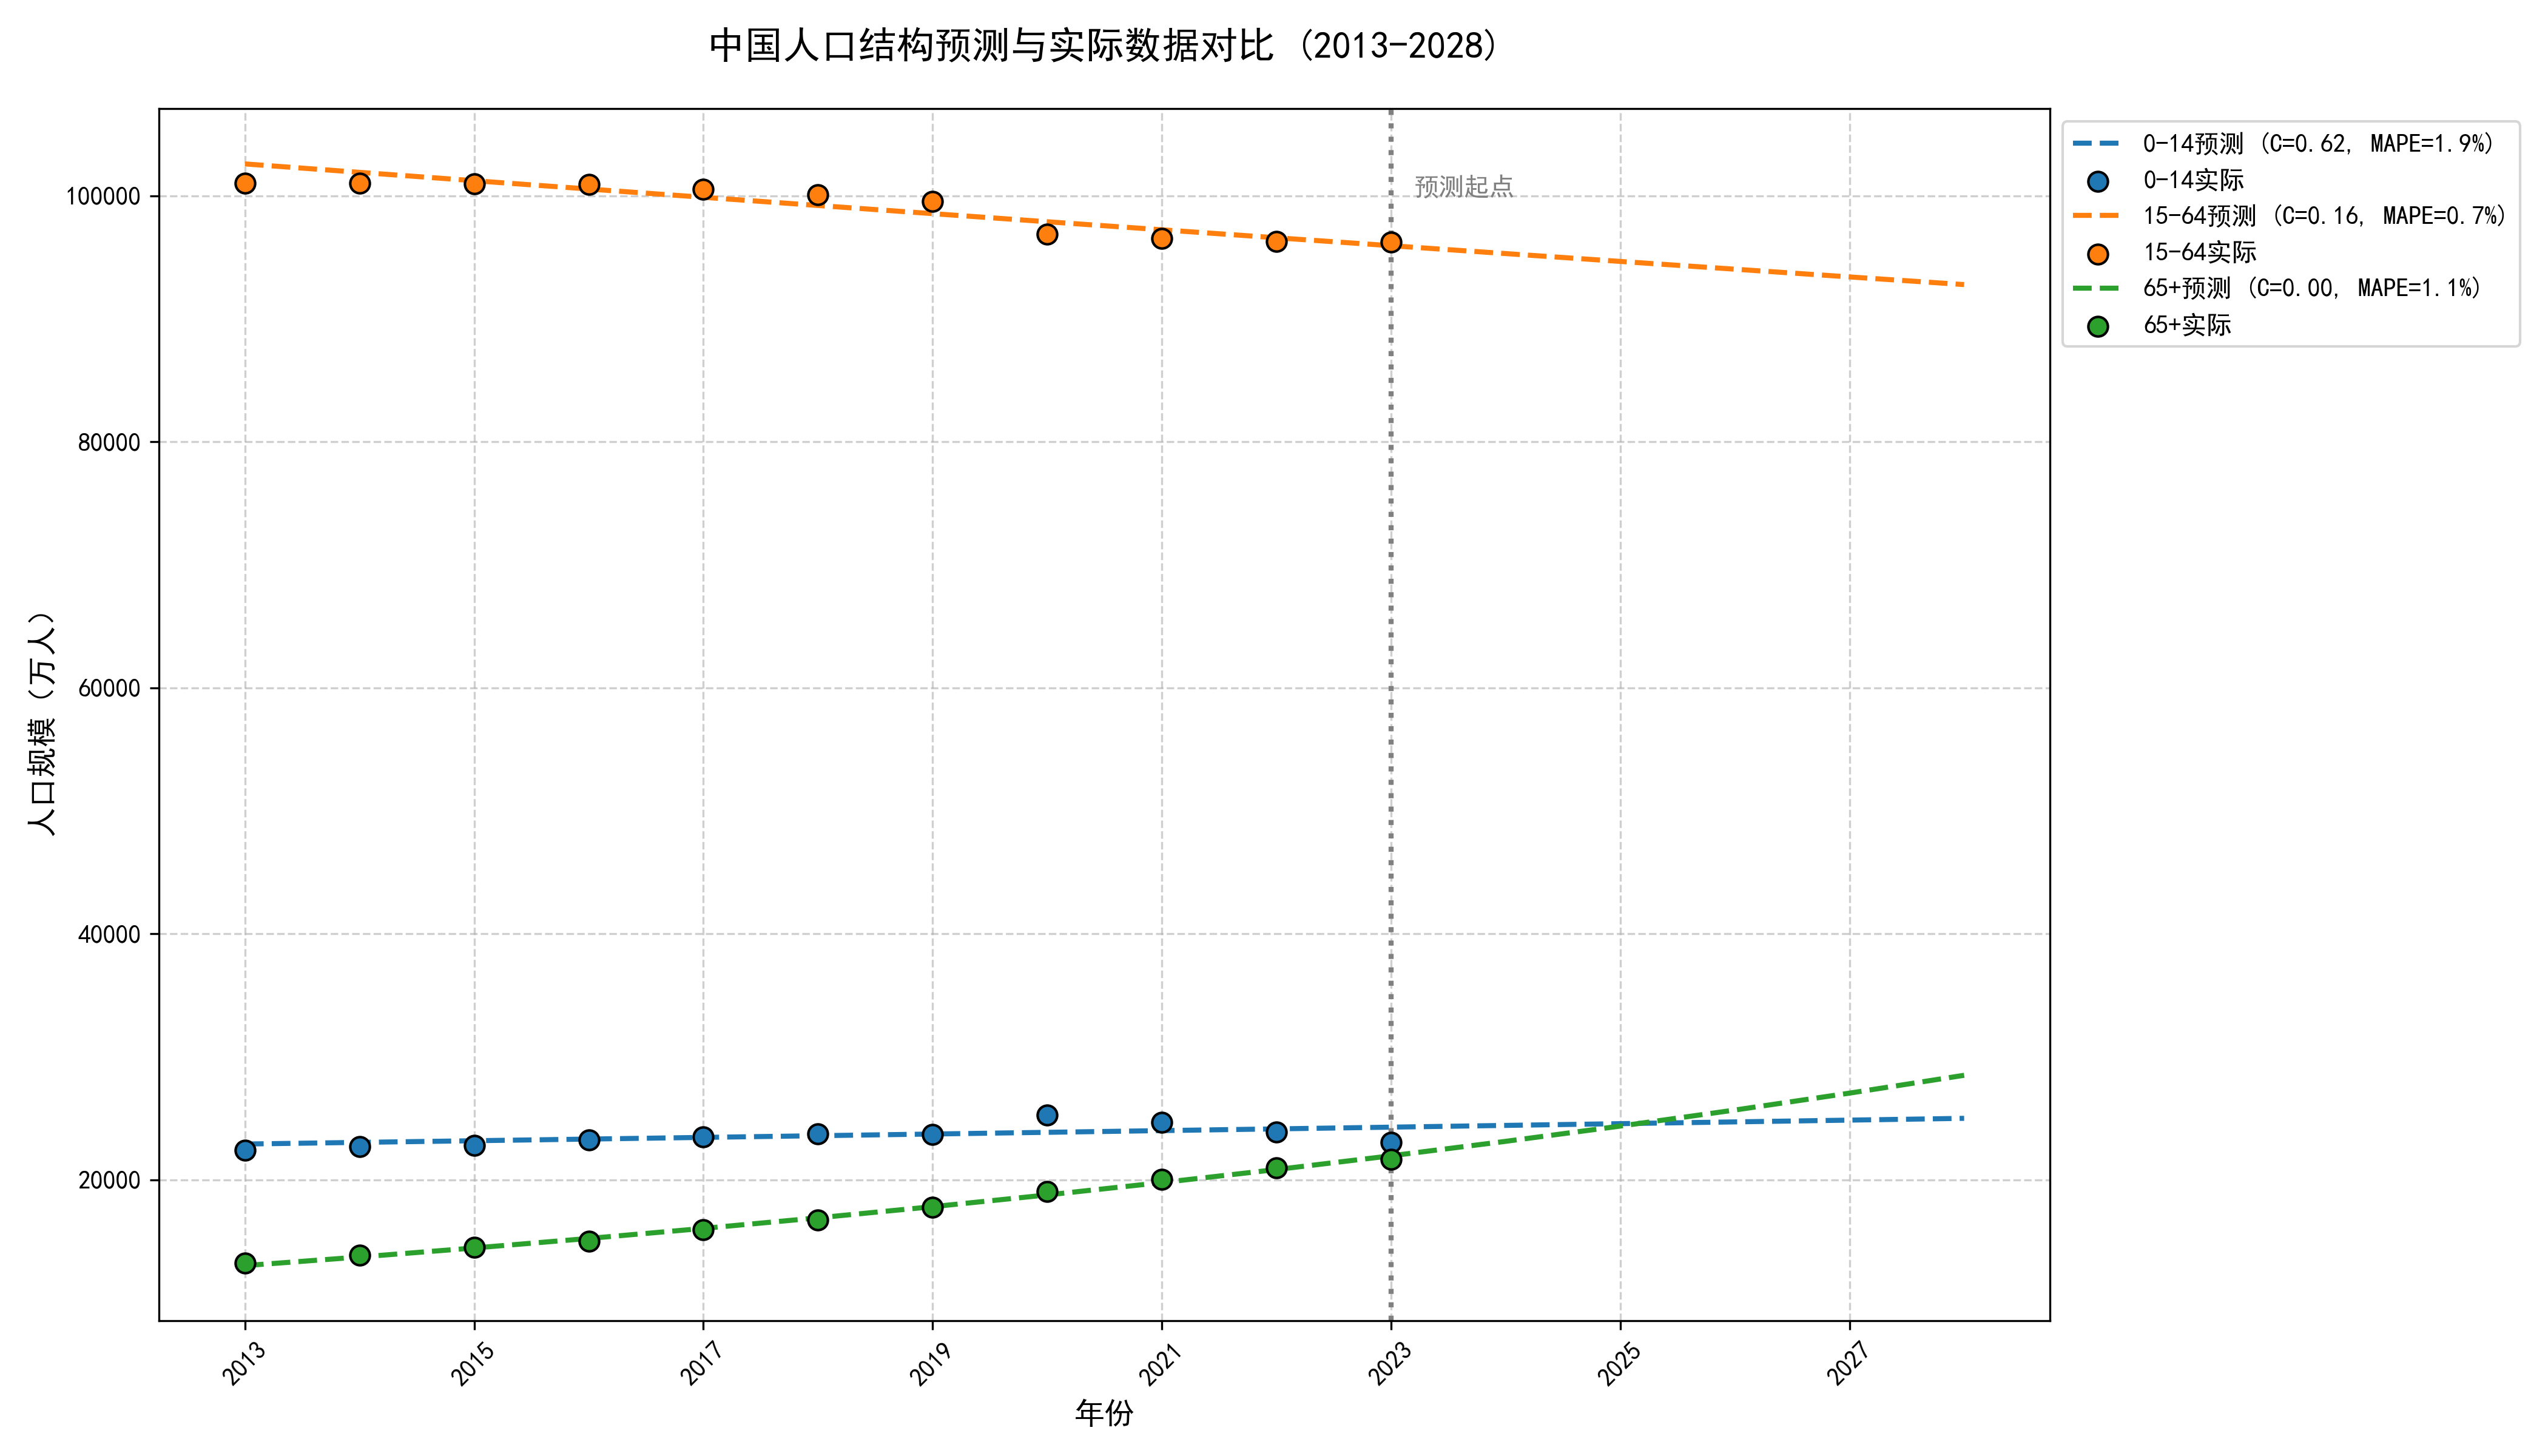 中国人口结构预测与实际数据对比 (2013-2028)
0-14预测 (C=0.62, MAPE=1.9%)
0-14实际
15-64预测 (C=0.16, MAPE=0.7%)
15-64实际
65+预测 (C=0.00, MAPE=1.1%)
65+实际
预测起点
人口规模（万人）
100000
80000
60000
40000
20000
2013
2015
2017
2019
2021
2023
2025
2027
年份